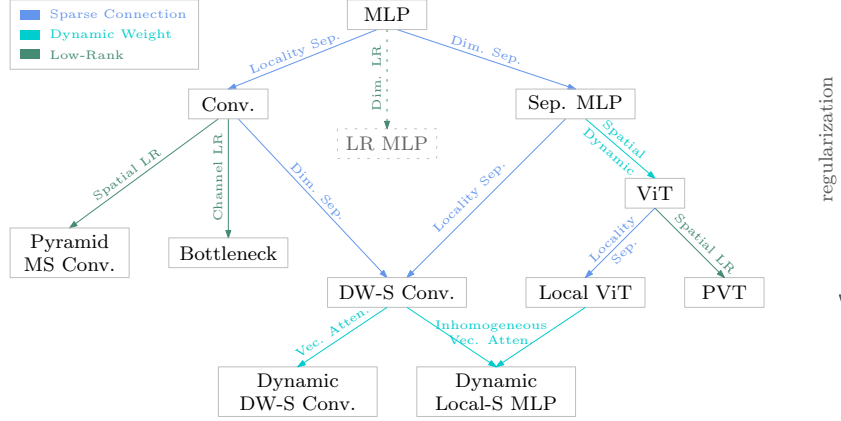 Sparse Connection
Dynamic Weight
Low-Rank
MLP
Locality Sep.
Dim. LR
Dim. Sep.
Conv.
Sep. MLP
LR MLP
Spatial LR
Channel LR
Dim. Sep.
Locality Sep.
Spatial
Dynamic
ViT
regularization
Pyramid
MS Conv.
Bottleneck
Locality
Sep.
Spatial LR
DW-S Conv.
Local ViT
PVT
Vec. Atten.
Inhomogeneous
Vec. Atten.
Dynamic
DW-S Conv.
Dynamic
Local-S MLP